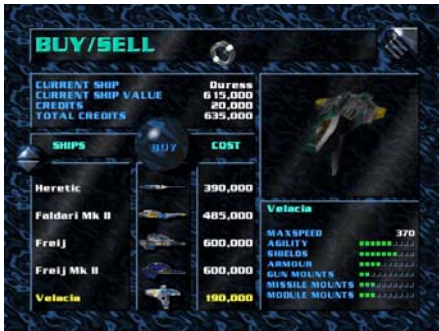 BUY/SELL
CURRENT SHIP Duress
CURRENT SHIP VALUE 615,000
CREDITS 20,000
TOTAL CREDITS 635,000
SHIPS BUY COST
Heretic 390,000
Faldari Mk II 485,000
Freij 600,000
Freij Mk II 600,000
Velacia 190,000
Velacia
MAXSPEED 370
AGILITY
SHIELDS
ARMOUR
GUN MOUNTS
MISSILE MOUNTS
MODULE MOUNTS